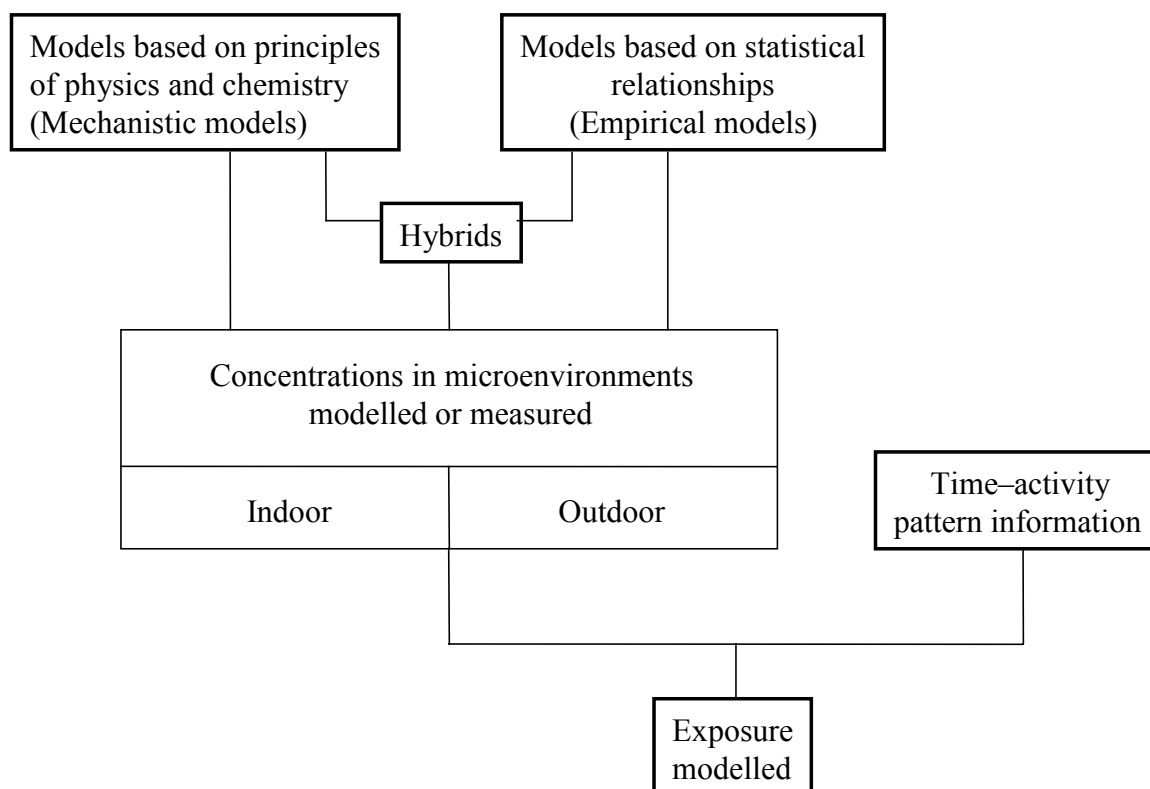 Models based on principles
of physics and chemistry
(Mechanistic models)
Models based on statistical
relationships
(Empirical models)
Hybrids
Concentrations in microenvironments
modelled or measured
Indoor
Outdoor
Time–activity
pattern information
Exposure
modelled